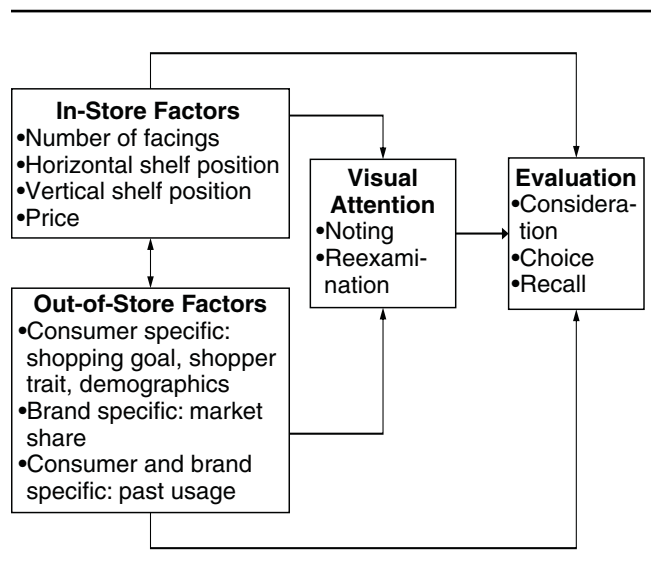 In-Store Factors
•Number of facings
•Horizontal shelf position
•Vertical shelf position
•Price
Out-of-Store Factors
•Consumer specific:
shopping goal, shopper
trait, demographics
•Brand specific: market
share
•Consumer and brand
specific: past usage
Visual
Attention
•Noting
•Reexami-
nation
Evaluation
•Considera-
tion
•Choice
•Recall